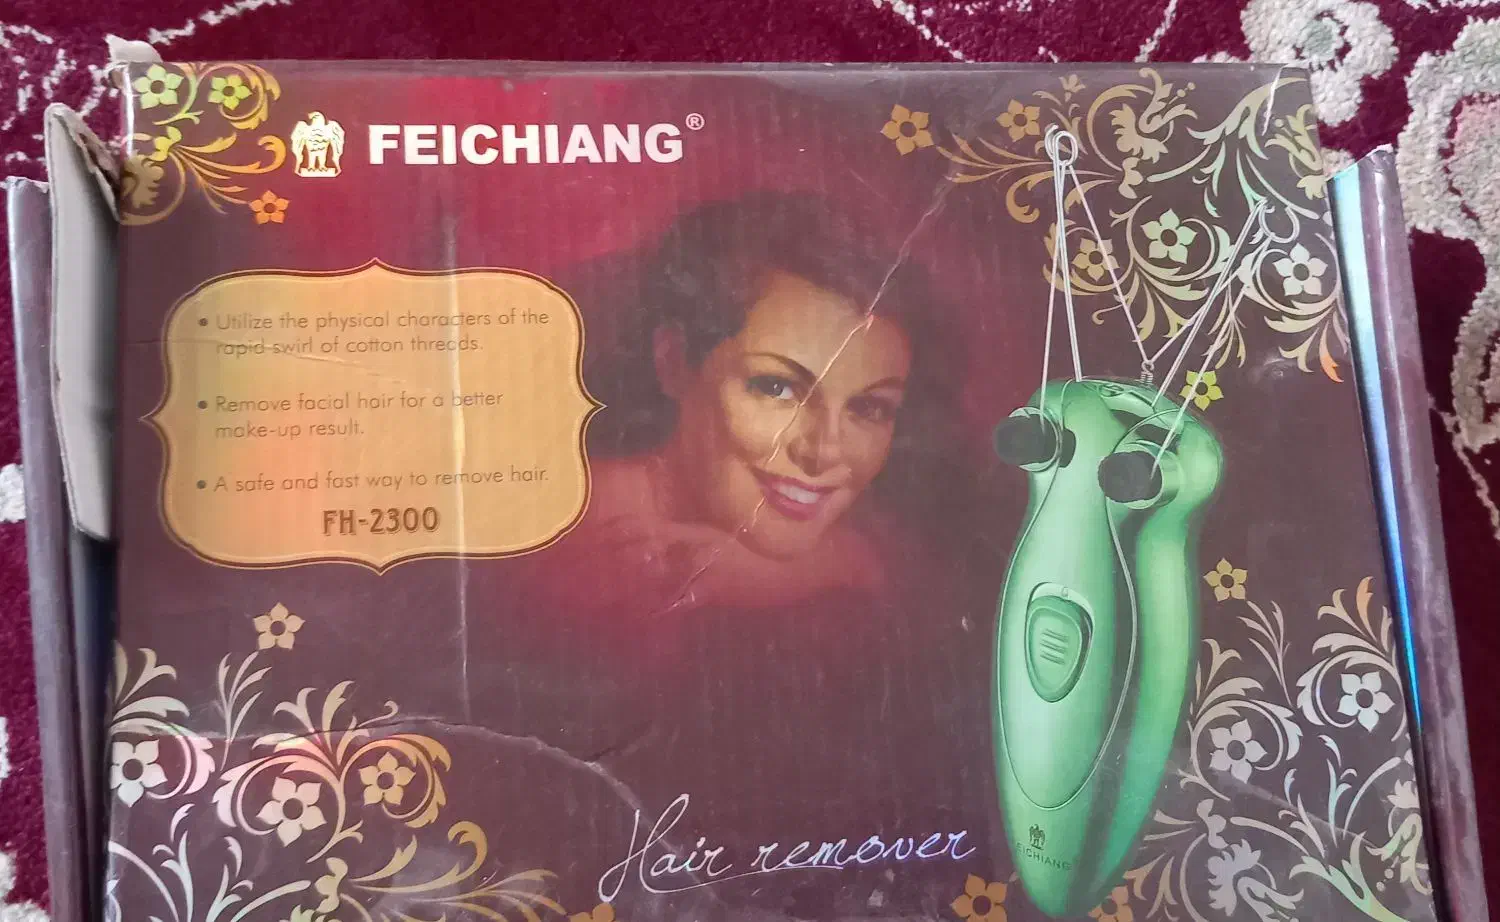 FEICHIANG®
• Utilize the physical characters of the
rapid swirl of cotton threads.
• Remove facial hair for a better
make-up result.
• A safe and fast way to remove hair.
FH-2300
Hair remover
FEICHIANG